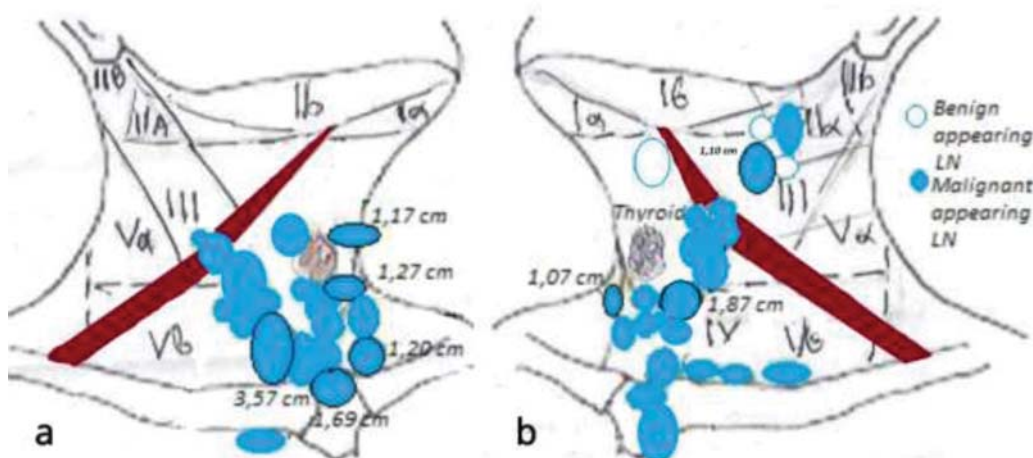 IIB
IIA
Ib
Ia
III
Va
Vb
1,17 cm
1,27 cm
1,20 cm
3,57 cm
1,69 cm
a
Ia
IB
IIa
IIb
1,10 cm
III
Va
Thyroid
1,07 cm
1,87 cm
IV
Vb
b
Benign
appearing
LN
Malignant
appearing
LN